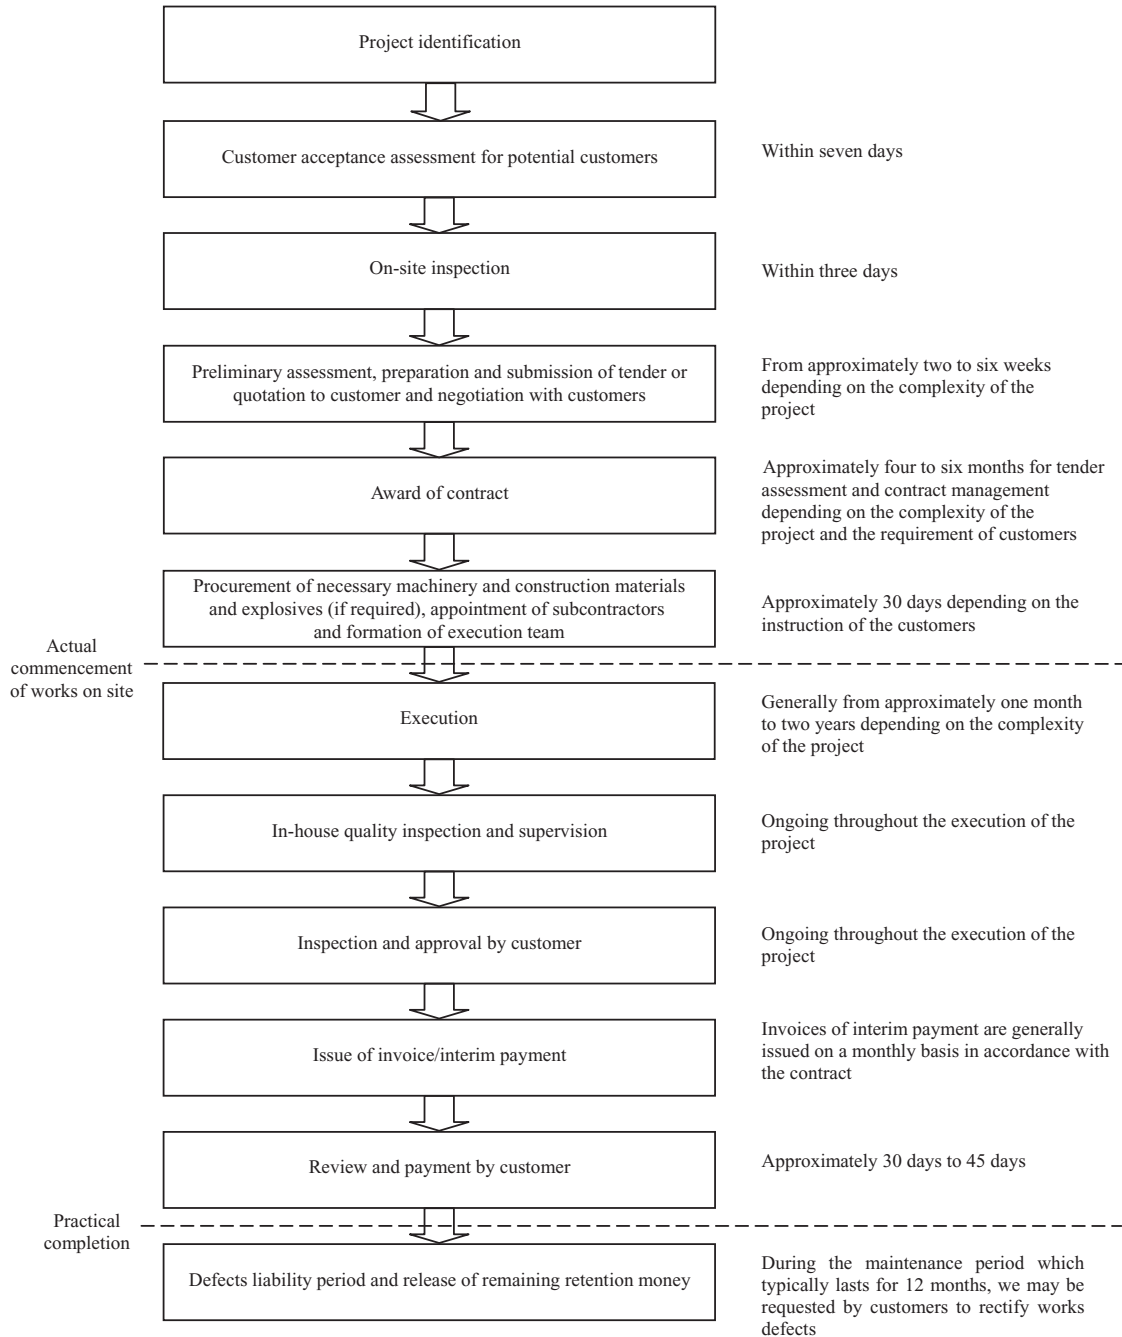 Project identification
Customer acceptance assessment for potential customers
Within seven days
On-site inspection
Within three days
Preliminary assessment, preparation and submission of tender or
quotation to customer and negotiation with customers
From approximately two to six weeks
depending on the complexity of the
project
Award of contract
Approximately four to six months for tender
assessment and contract management
depending on the complexity of the
project and the requirement of customers
Procurement of necessary machinery and construction materials
and explosives (if required), appointment of subcontractors
and formation of execution team
Approximately 30 days depending on the
instruction of the customers
Actual
commencement
of works on site
Execution
Generally from approximately one month
to two years depending on the complexity
of the project
In-house quality inspection and supervision
Ongoing throughout the execution of the
project
Inspection and approval by customer
Ongoing throughout the execution of the
project
Issue of invoice/interim payment
Invoices of interim payment are generally
issued on a monthly basis in accordance with
the contract
Review and payment by customer
Approximately 30 days to 45 days
Practical
completion
Defects liability period and release of remaining retention money
During the maintenance period which
typically lasts for 12 months, we may be
requested by customers to rectify works
defects